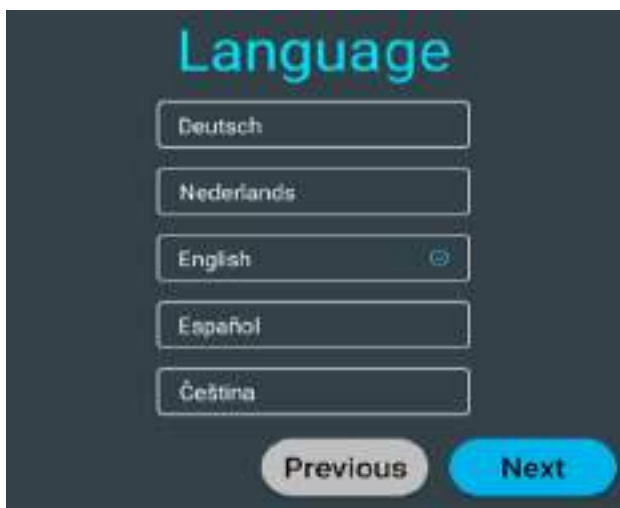 Language
Deutsch
Nederlands
English
Español
Čeština
Previous Next